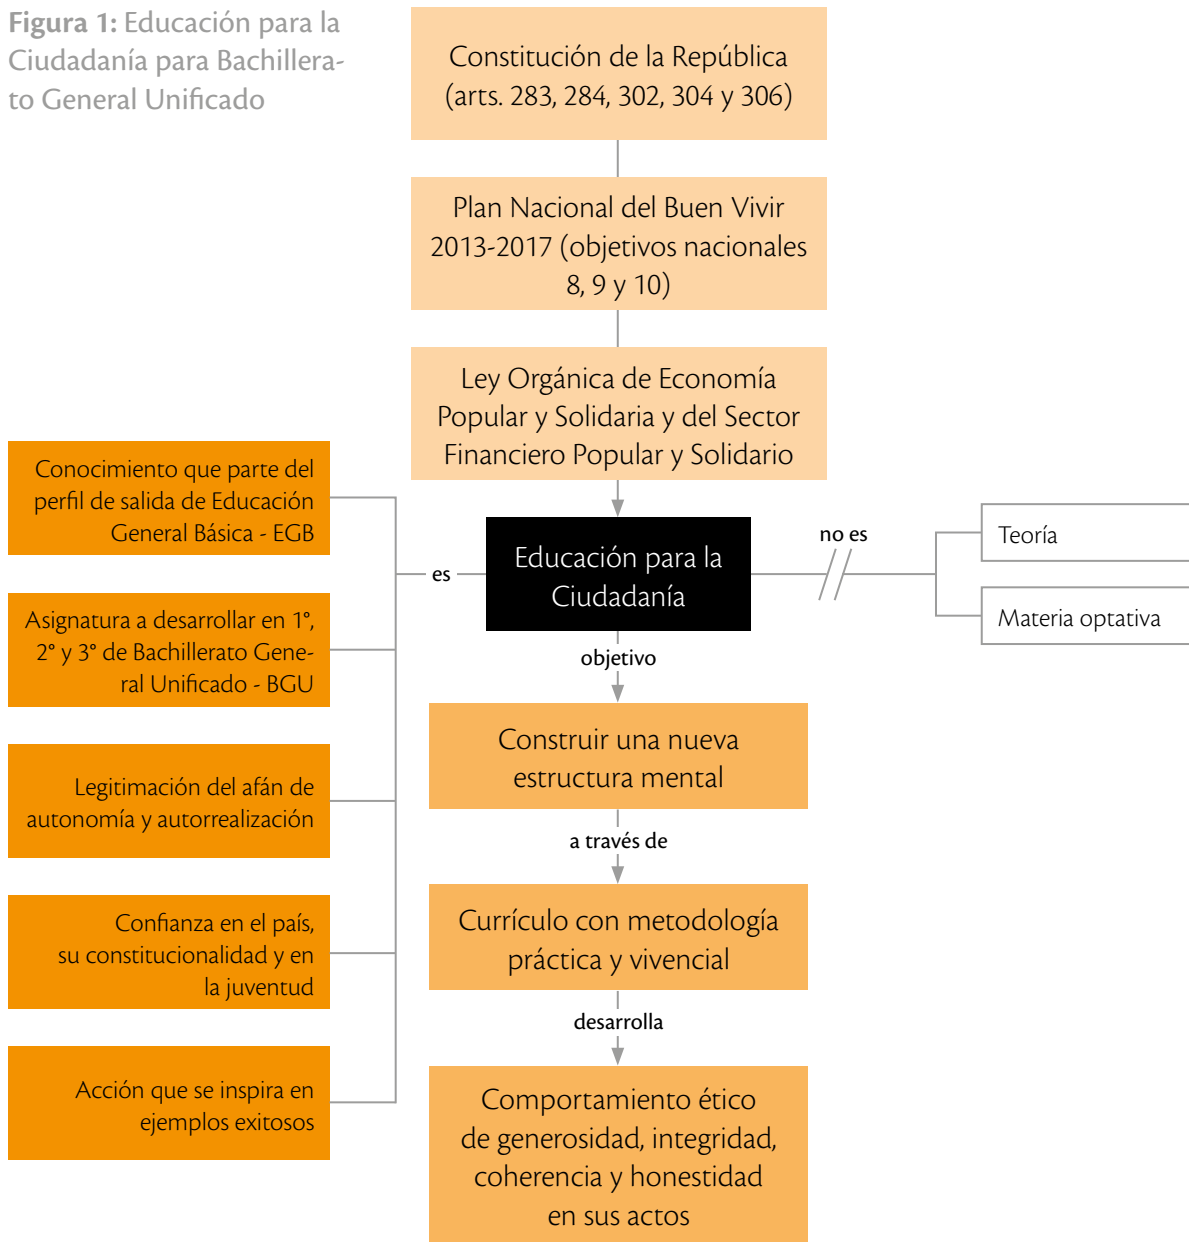 Figura 1: Educación para la
Ciudadanía para Bachillera-
to General Unificado
Constitución de la República
(arts. 283, 284, 302, 304 y 306)
Plan Nacional del Buen Vivir
2013-2017 (objetivos nacionales
8, 9 y 10)
Ley Orgánica de Economía
Popular y Solidaria y del Sector
Financiero Popular y Solidario
Conocimiento que parte del
perfil de salida de Educación
General Básica - EGB
Asignatura a desarrollar en 1°,
2° y 3° de Bachillerato Gene-
ral Unificado - BGU
Legitimación del afán de
autonomía y autorrealización
Confianza en el país,
su constitucionalidad y en
la juventud
Acción que se inspira en
ejemplos exitosos
es
Educación para la
Ciudadanía
no es
Teoría
Materia optativa
objetivo
Construir una nueva
estructura mental
a través de
Currículo con metodología
práctica y vivencial
desarrolla
Comportamiento ético
de generosidad, integridad,
coherencia y honestidad
en sus actos